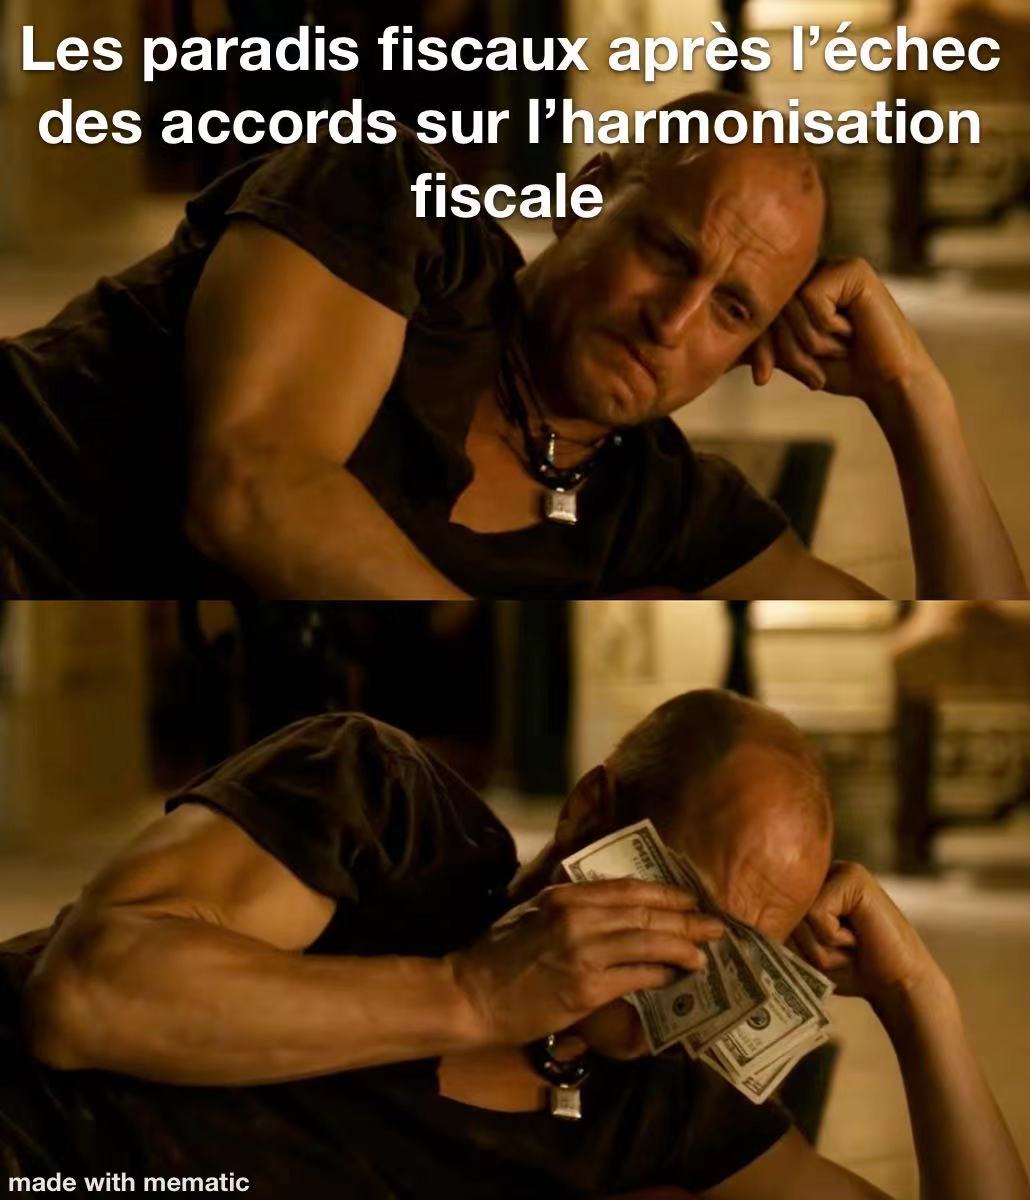 Les paradis fiscaux après l’échec
des accords sur l’harmonisation
fiscale
made with mematic